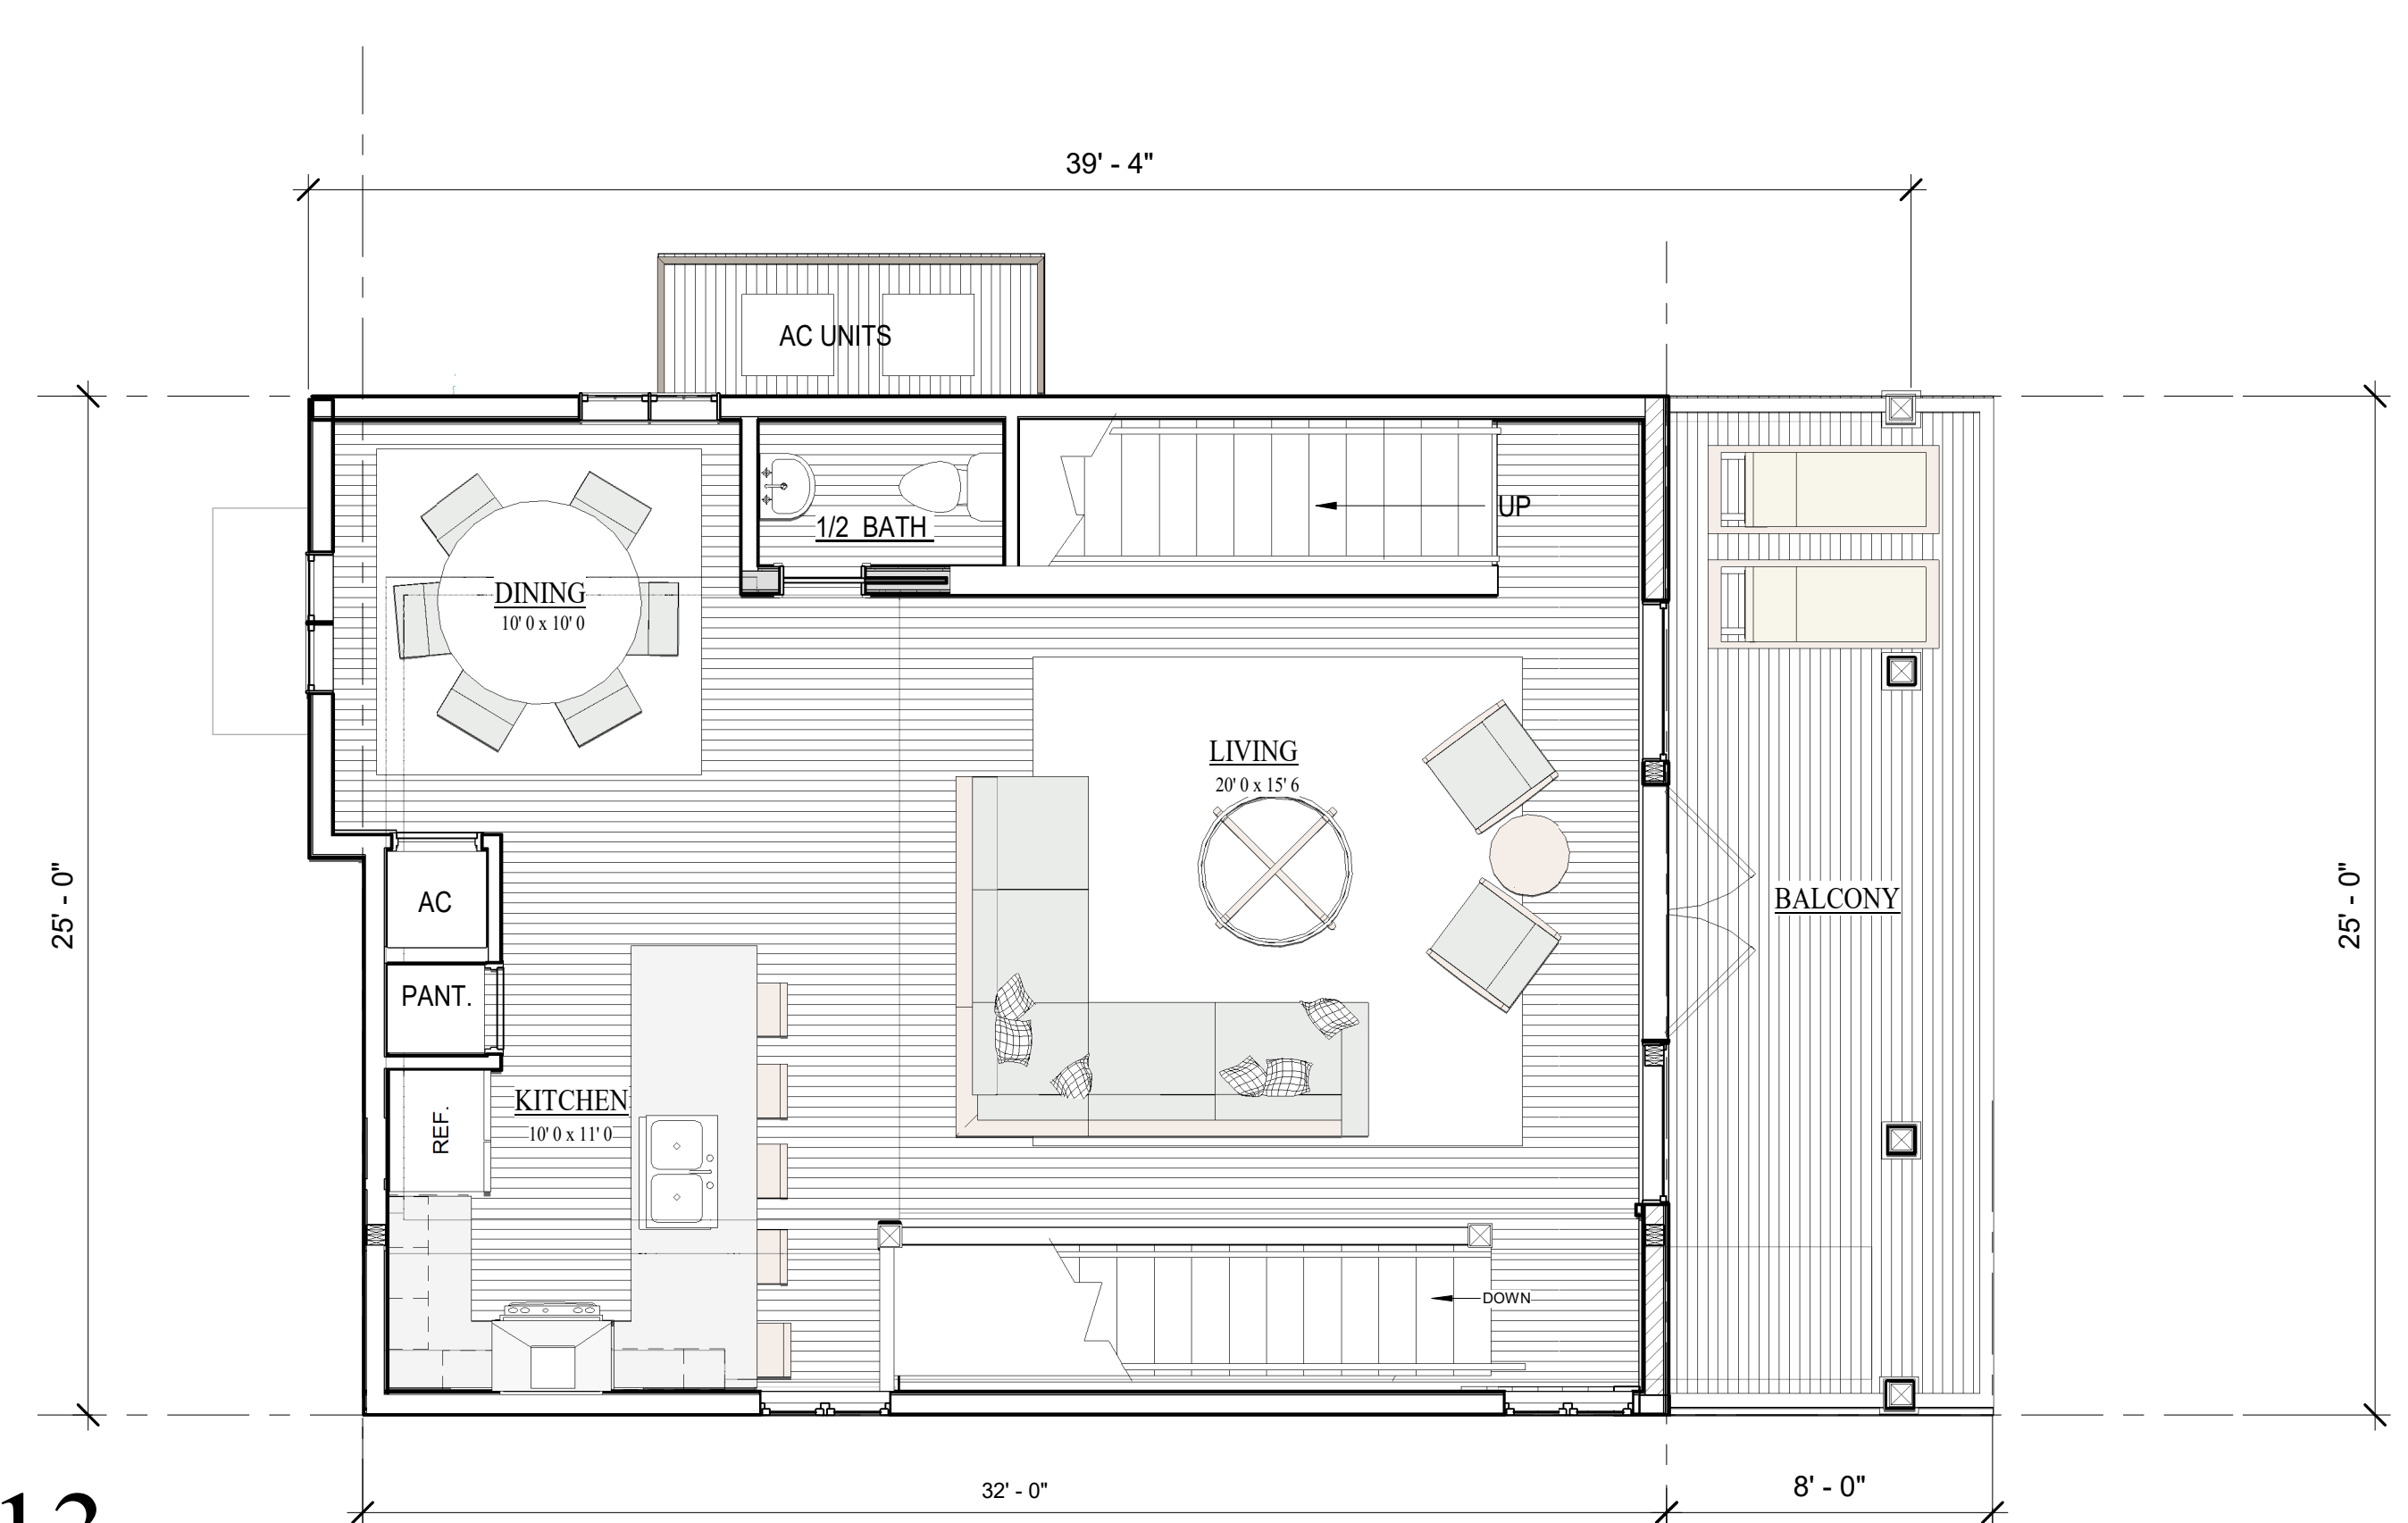 39' - 4"
AC UNITS
UP
1/2 BATH
DINING
10' 0 x 10' 0
LIVING
20' 0 x 15' 6
25' - 0"
AC
BALCONY
25' - 0"
PANT.
KITCHEN
10' 0 x 11' 0
REF.
DOWN
32' - 0"
8' - 0"
12